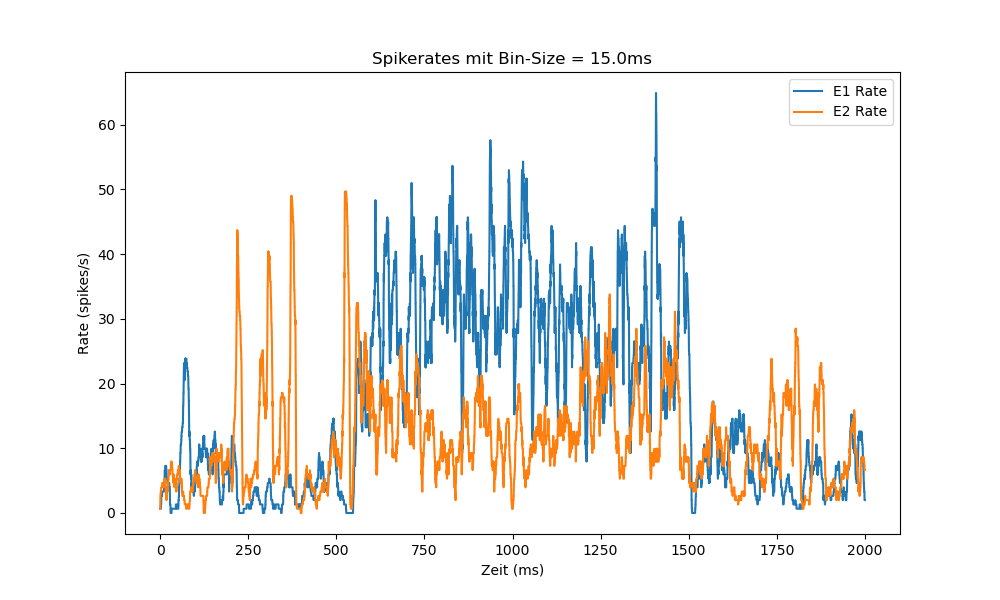 Spikerates mit Bin-Size = 15.0ms
E1 Rate
E2 Rate
60
50
40
30
20
10
0
Rate (spikes/s)
0 250 500 750 1000 1250 1500 1750 2000
Zeit (ms)